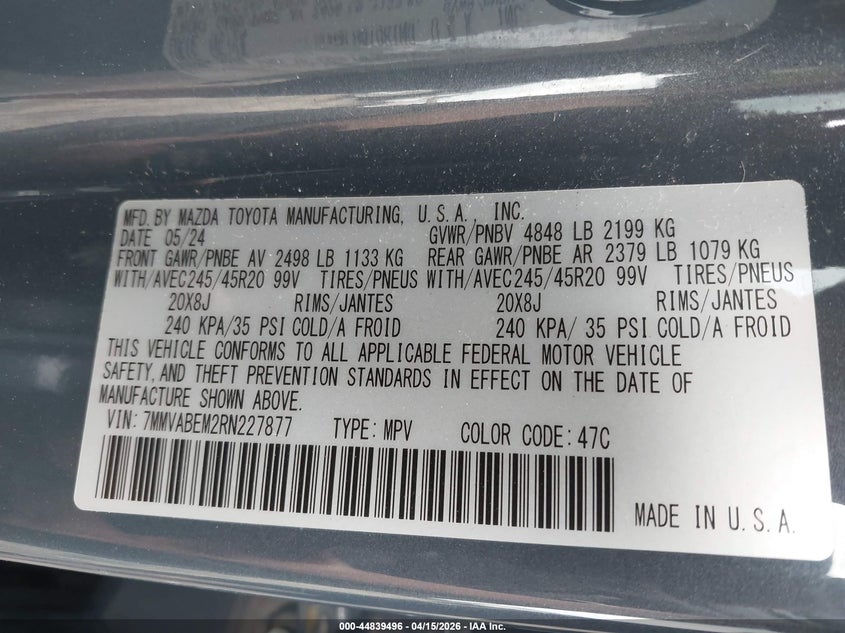 MFD. BY MAZDA TOYOTA MANUFACTURING, U.S.A., INC.
DATE 05/24 GVWR/PNBV 4848 LB 2199 KG
FRONT GAWR/PNBE AV 2498 LB 1133 KG REAR GAWR/PNBE AR 2379 LB 1079 KG
WITH/AVEC245/45R20 99V TIRES/PNEUS WITH/AVEC245/45R20 99V TIRES/PNEUS
20X8J RIMS/JANTES 20X8J RIMS/JANTES
240 KPA/35 PSI COLD/A FROID 240 KPA/ 35 PSI COLD/A FROID
THIS VEHICLE CONFORMS TO ALL APPLICABLE FEDERAL MOTOR VEHICLE
SAFETY, AND THEFT PREVENTION STANDARDS IN EFFECT ON THE DATE OF
MANUFACTURE SHOWN ABOVE.
VIN: 7MMVABEM2RN227877 TYPE: MPV COLOR CODE: 47C
MADE IN U.S.A.
000-44839496 - 04/15/2026 - IAA Inc.